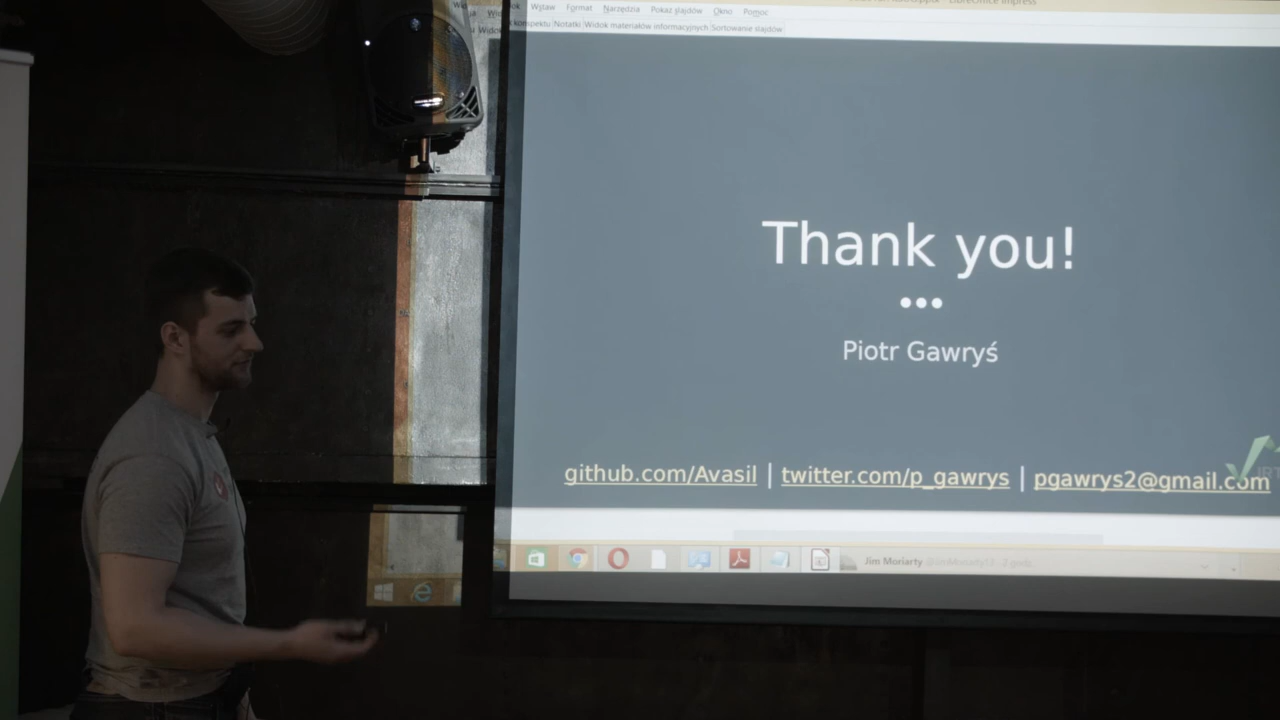 Wstaw Format Narzędzia Pokaz slajdów Okno Pomoc
konspektu Notatki Widok materiałów informacyjnych Sortowanie slajdów
Thank you!
Piotr Gawryś
github.com/Avasil | twitter.com/p_gawrys | pgawrys2@gmail.com
Jim Moriarty